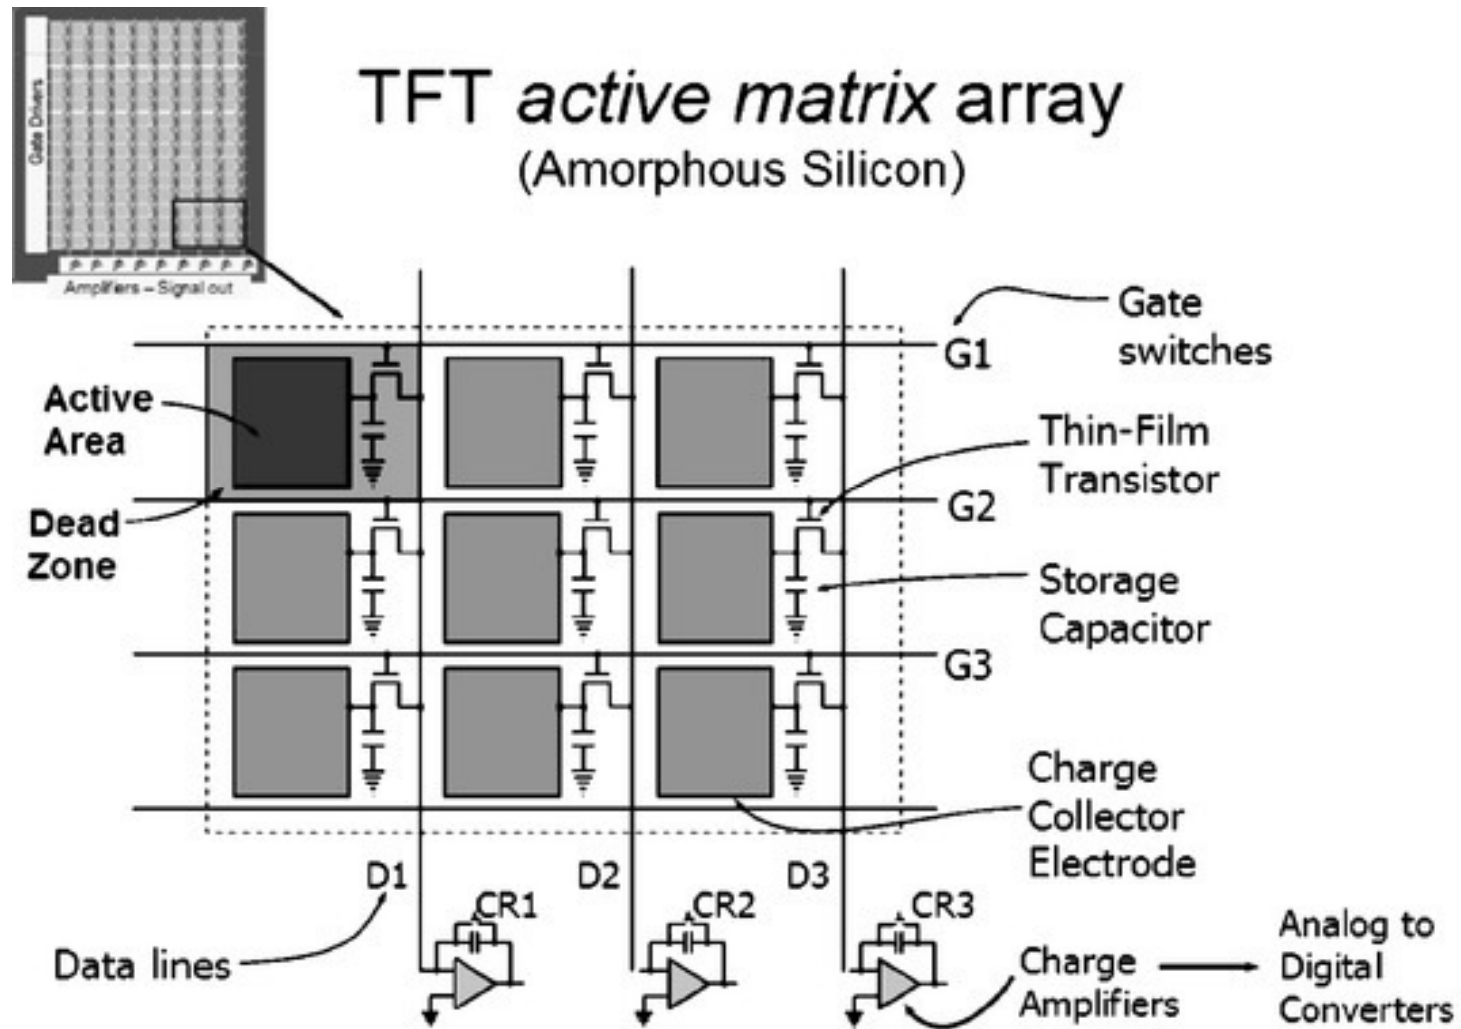 TFT active matrix array
(Amorphous Silicon)
Gate Drivers
Amplifiers – Signal out
Gate
switches
G1
Active
Area
Thin-Film
Transistor
G2
Dead
Zone
Storage
Capacitor
G3
Charge
Collector
Electrode
D1
D2
D3
CR1
CR2
CR3
Data lines
Charge
Amplifiers
Analog to
Digital
Converters